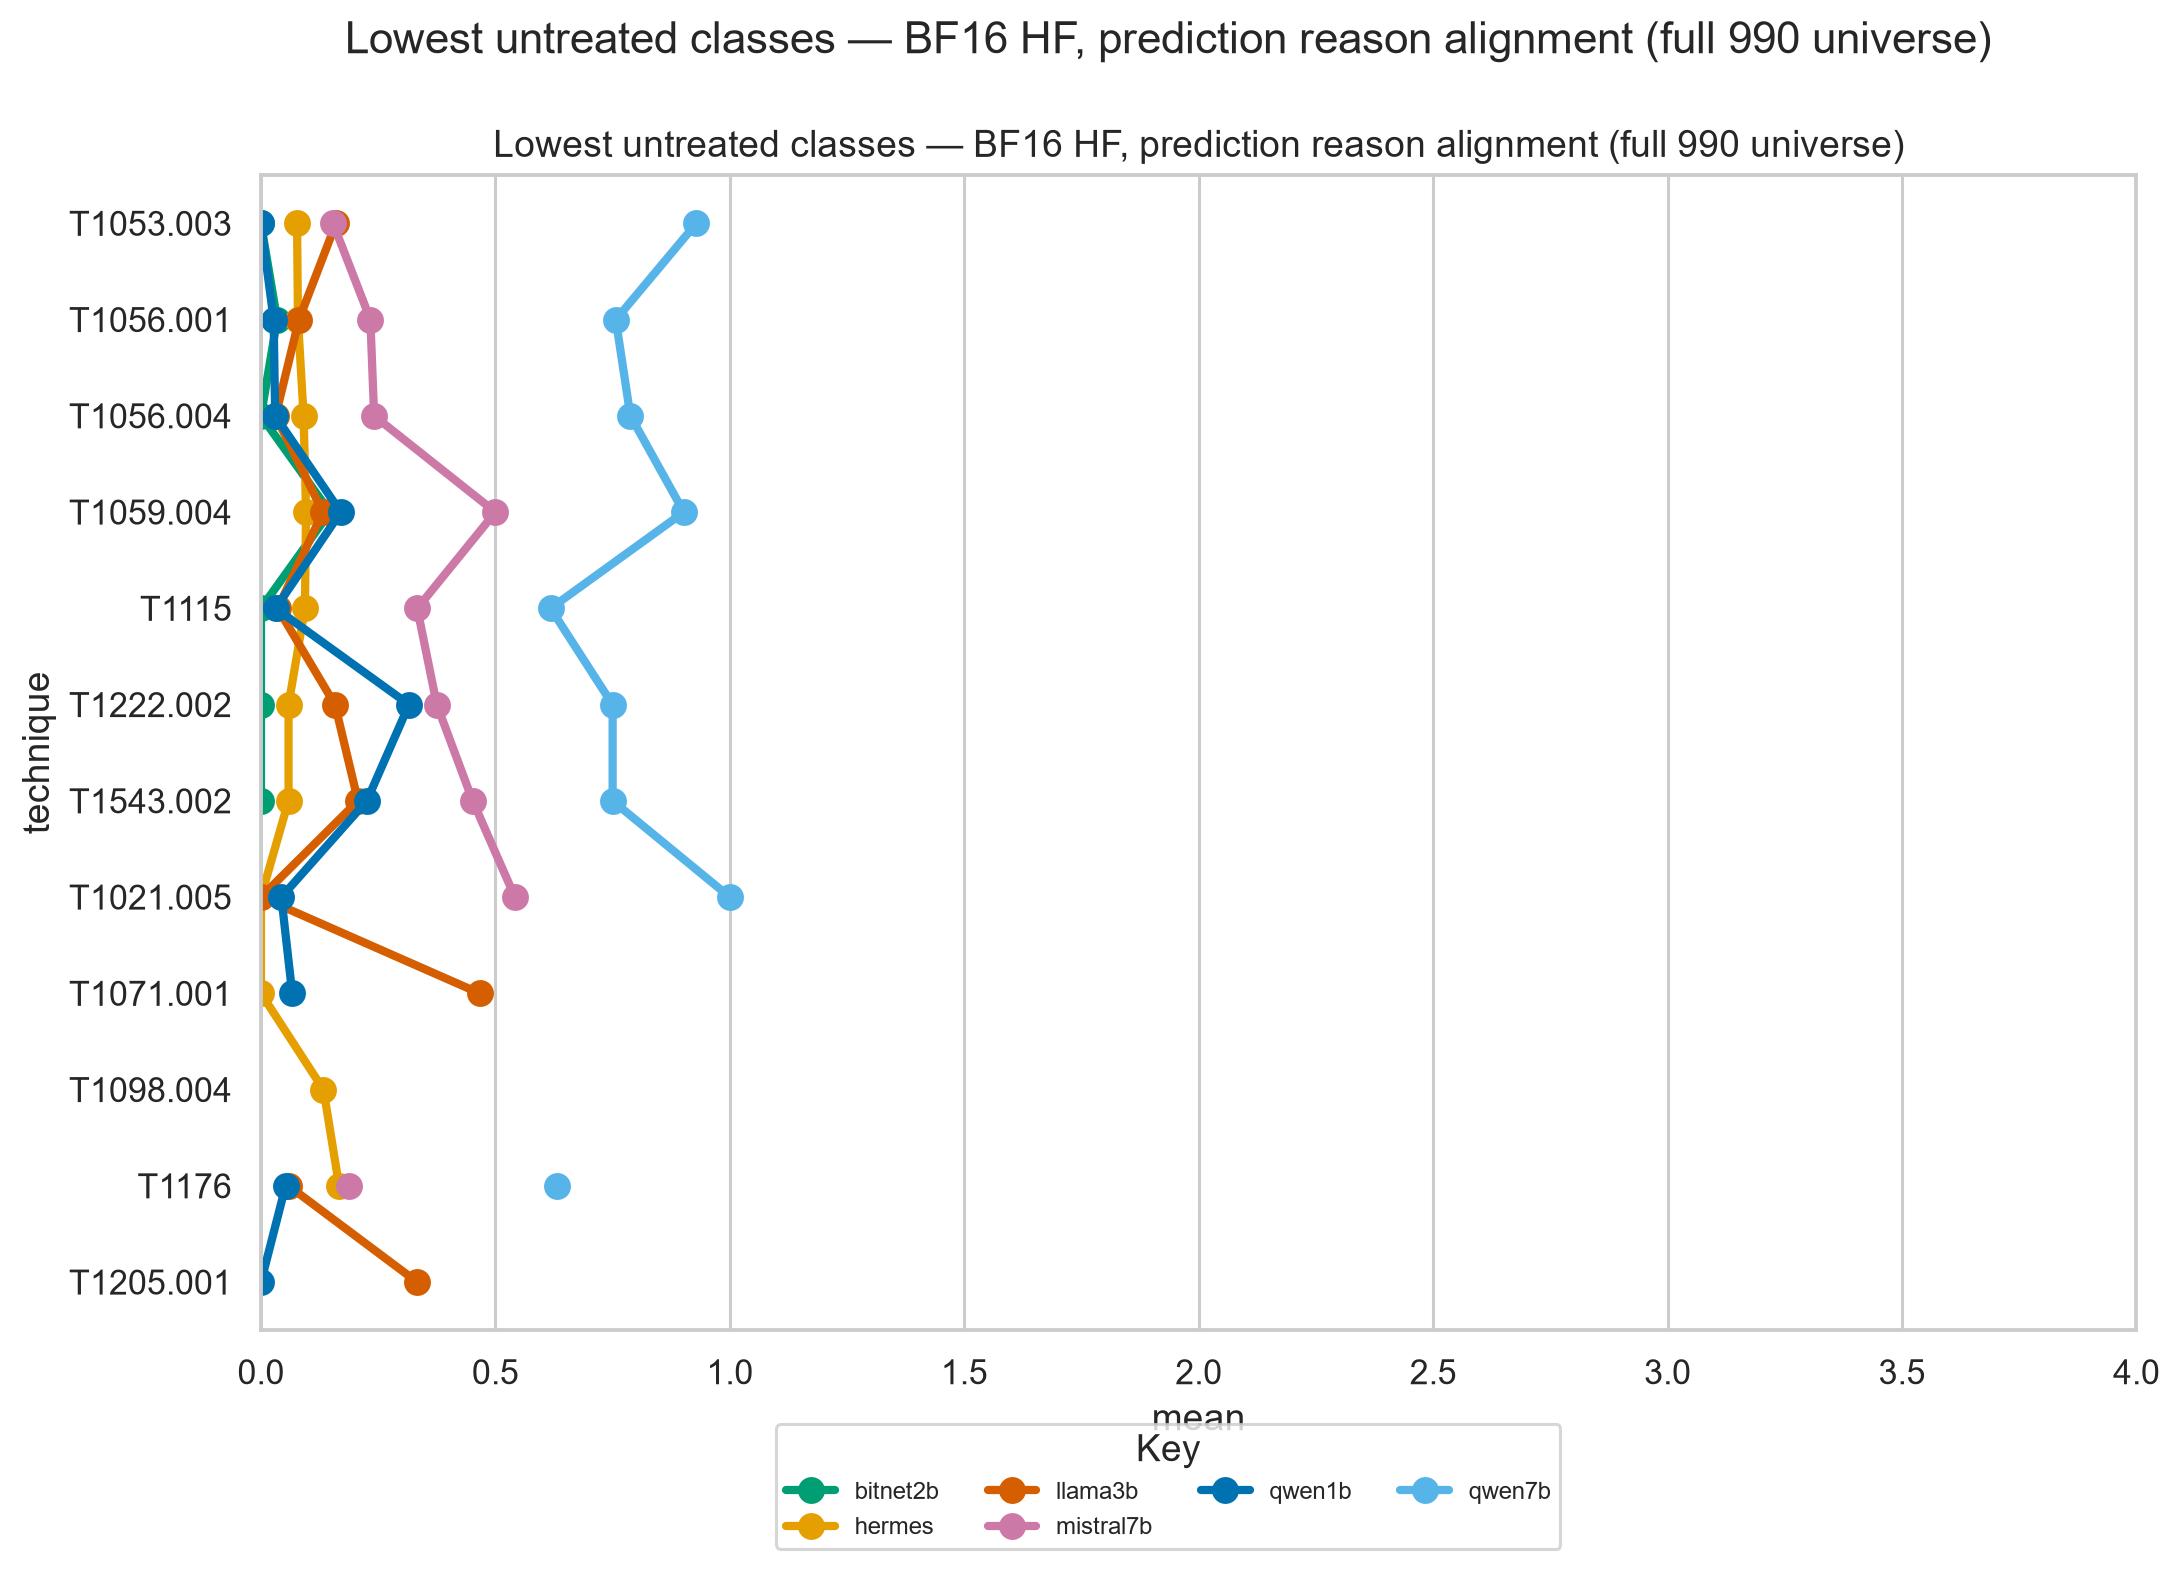 Lowest untreated classes — BF16 HF, prediction reason alignment (full 990 universe)
Lowest untreated classes — BF16 HF, prediction reason alignment (full 990 universe)
technique
T1053.003
T1056.001
T1056.004
T1059.004
T1115
T1222.002
T1543.002
T1021.005
T1071.001
T1098.004
T1176
T1205.001
0.0 0.5 1.0 1.5 2.0 2.5 3.0 3.5 4.0
mean
Key
bitnet2b llama3b qwen1b qwen7b
hermes mistral7b